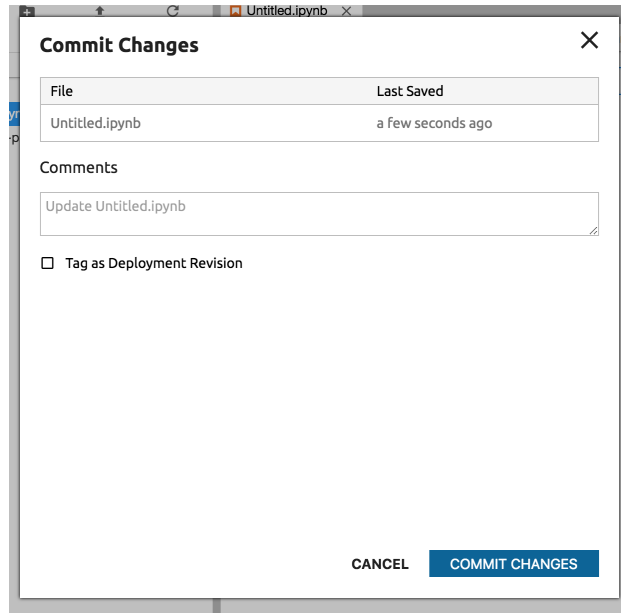 Untitled.ipynb
Commit Changes
File Last Saved
Untitled.ipynb a few seconds ago
Comments
Update Untitled.ipynb
Tag as Deployment Revision
CANCEL COMMIT CHANGES